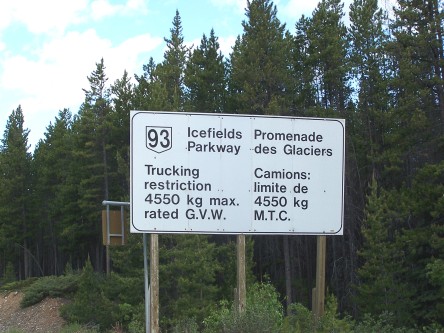 93
Icefields
Parkway
Promenade
des Glaciers
Trucking
restriction
4550 kg max.
rated G.V.W.
Camions:
limite de
4550 kg
M.T.C.